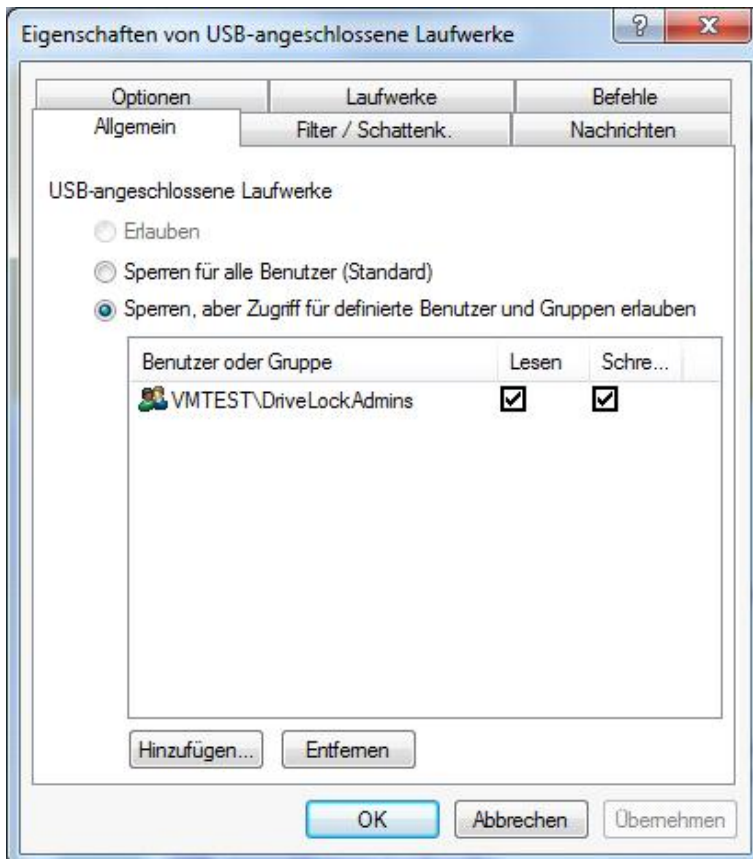 Eigenschaften von USB-angeschlossene Laufwerke
Optionen Laufwerke Befehle
Allgemein Filter / Schattenk. Nachrichten
USB-angeschlossene Laufwerke
Erlauben
Sperren für alle Benutzer (Standard)
Sperren, aber Zugriff für definierte Benutzer und Gruppen erlauben
Benutzer oder Gruppe Lesen Schre...
VMTEST\DriveLockAdmins
Hinzufügen... Entfernen
OK Abbrechen Übernehmen